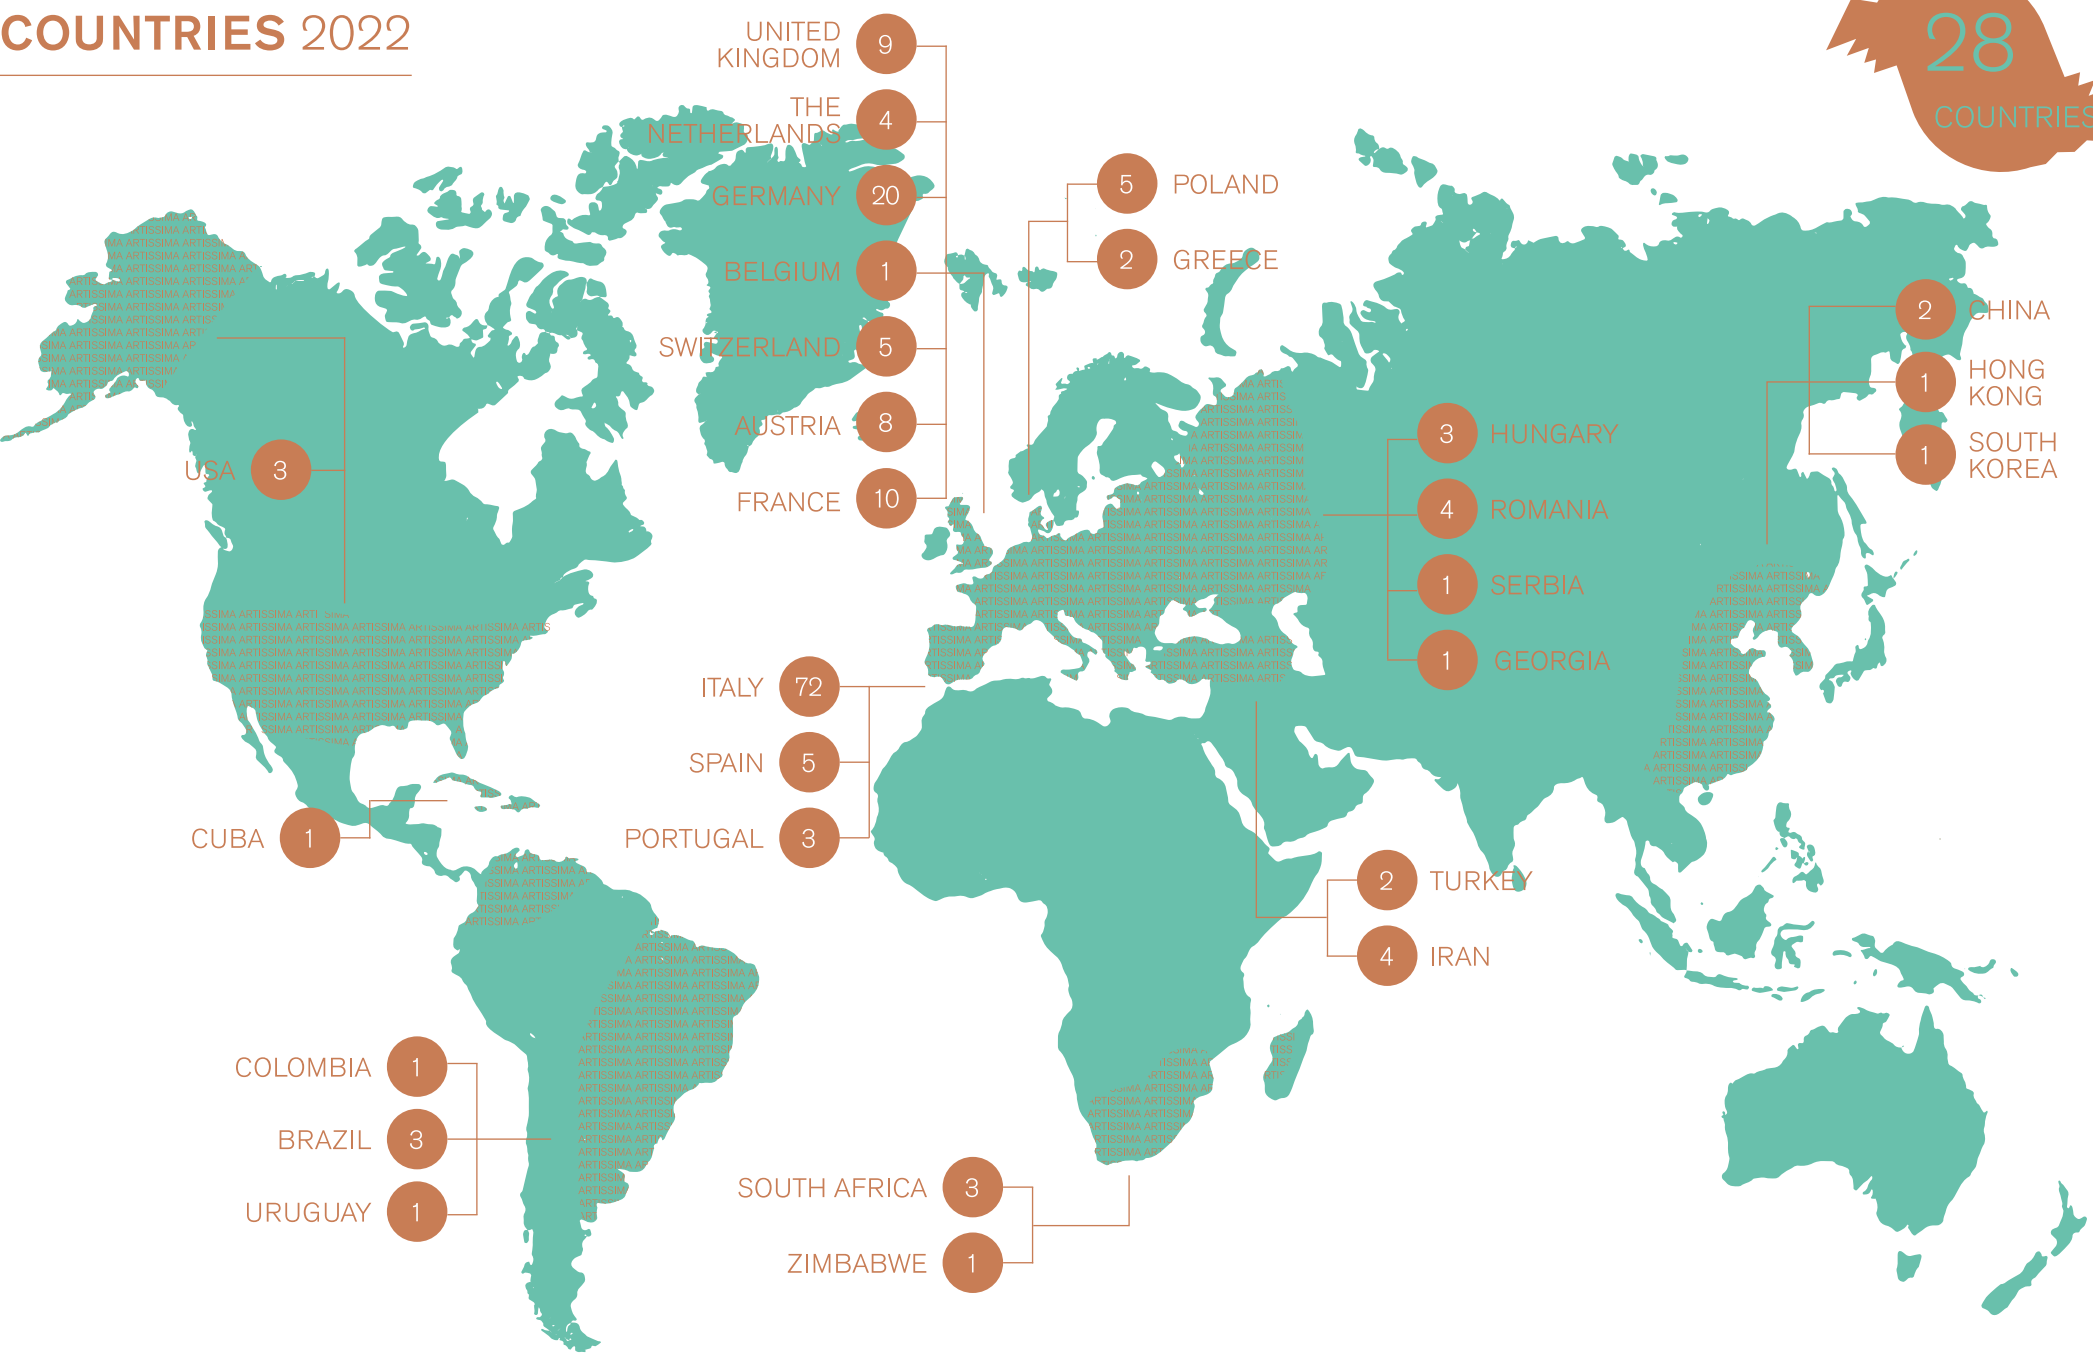 COUNTRIES 2022
28
COUNTRIES
UNITED
KINGDOM
9
THE
NETHERLANDS
4
GERMANY
20
BELGIUM
1
SWITZERLAND
5
AUSTRIA
8
FRANCE
10
5
POLAND
2
GREECE
2
CHINA
1
HONG
KONG
1
SOUTH
KOREA
3
HUNGARY
4
ROMANIA
1
SERBIA
1
GEORGIA
USA
3
CUBA
1
ITALY
72
SPAIN
5
PORTUGAL
3
2
TURKEY
4
IRAN
COLOMBIA
1
BRAZIL
3
URUGUAY
1
SOUTH AFRICA
3
ZIMBABWE
1